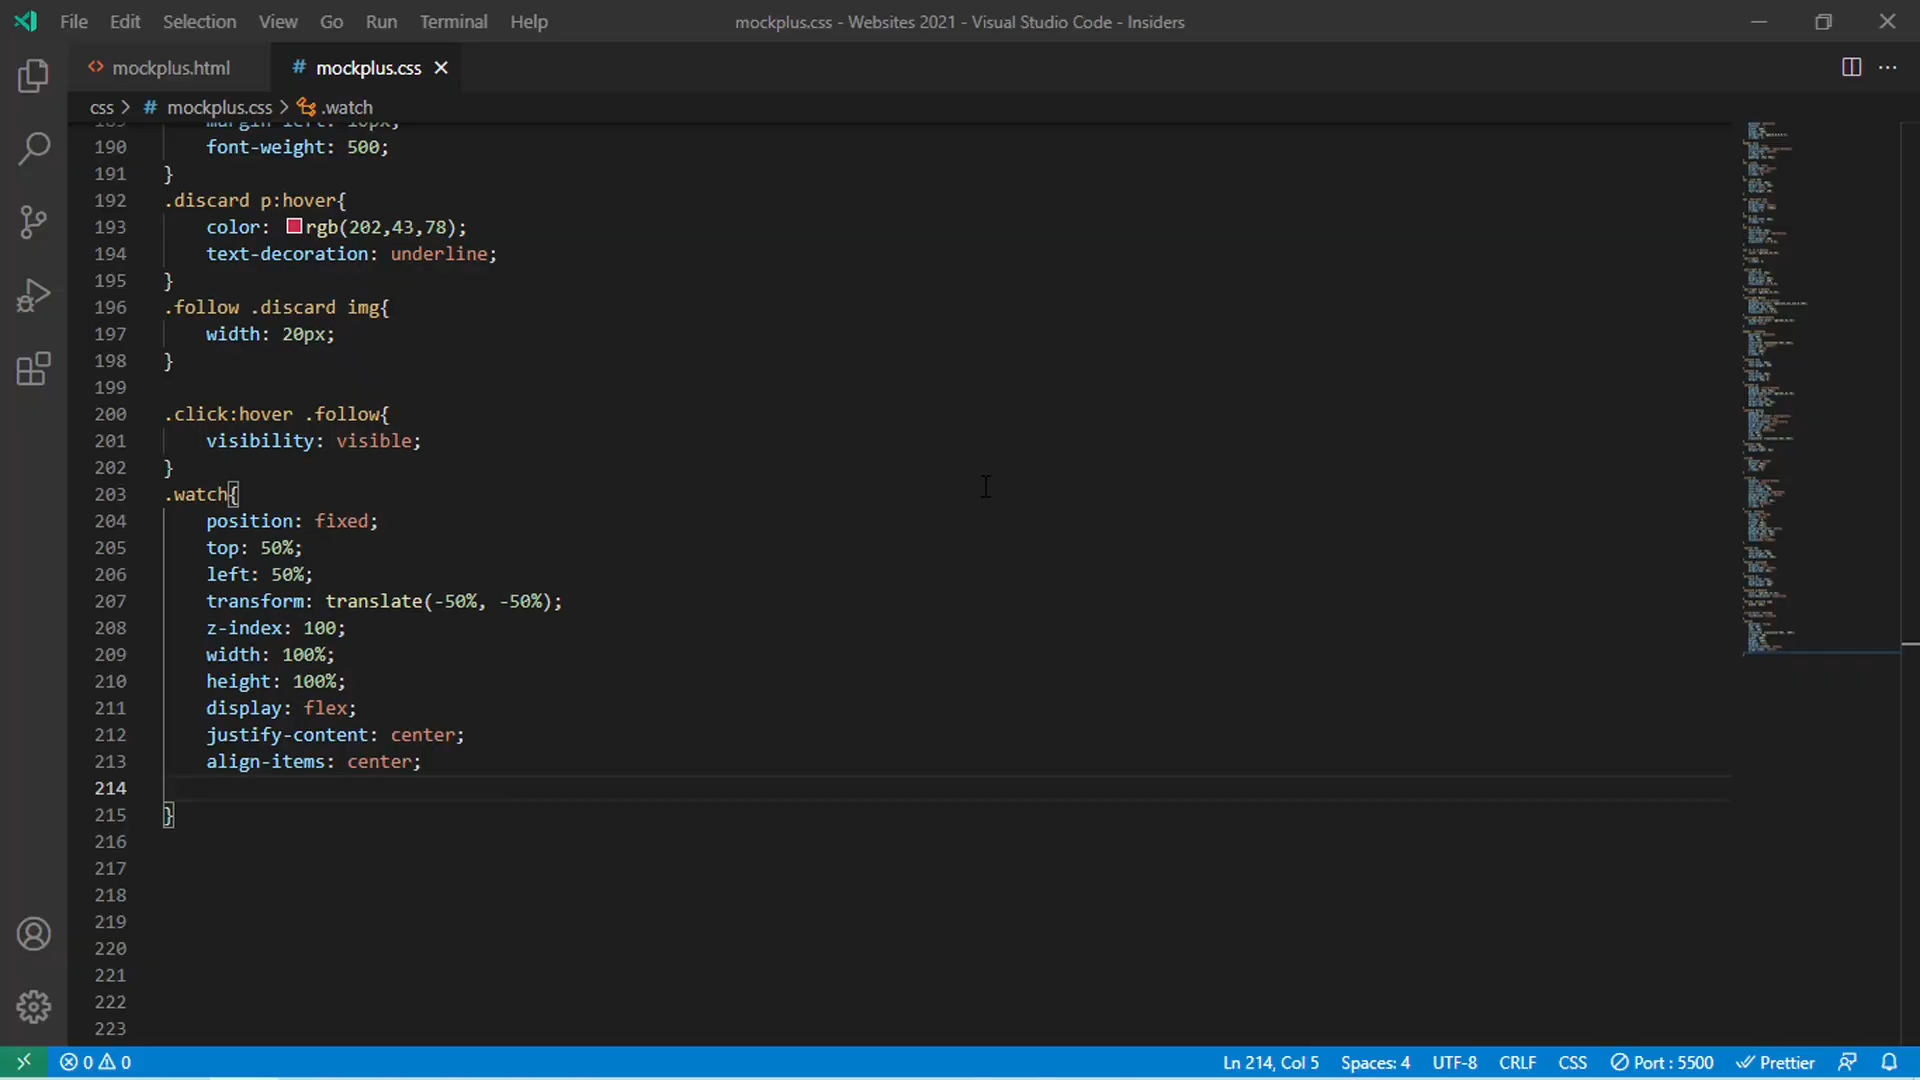 File Edit Selection View Go Run Terminal Help
mockplus.css - Websites 2021 - Visual Studio Code - Insiders
<> mockplus.html
# mockplus.css
css > # mockplus.css > .watch
190 font-weight: 500;
191 }
192 .discard p:hover{
193 color: rgb(202,43,78);
194 text-decoration: underline;
195 }
196 .follow .discard img{
197 width: 20px;
198 }
199
200 .click:hover .follow{
201 visibility: visible;
202 }
203 .watch{
204 position: fixed;
205 top: 50%;
206 left: 50%;
207 transform: translate(-50%, -50%);
208 z-index: 100;
209 width: 100%;
210 height: 100%;
211 display: flex;
212 justify-content: center;
213 align-items: center;
214
215 }
216
217
218
219
220
221
222
223
0 0
Ln 214, Col 5 Spaces: 4 UTF-8 CRLF CSS Port : 5500 Prettier